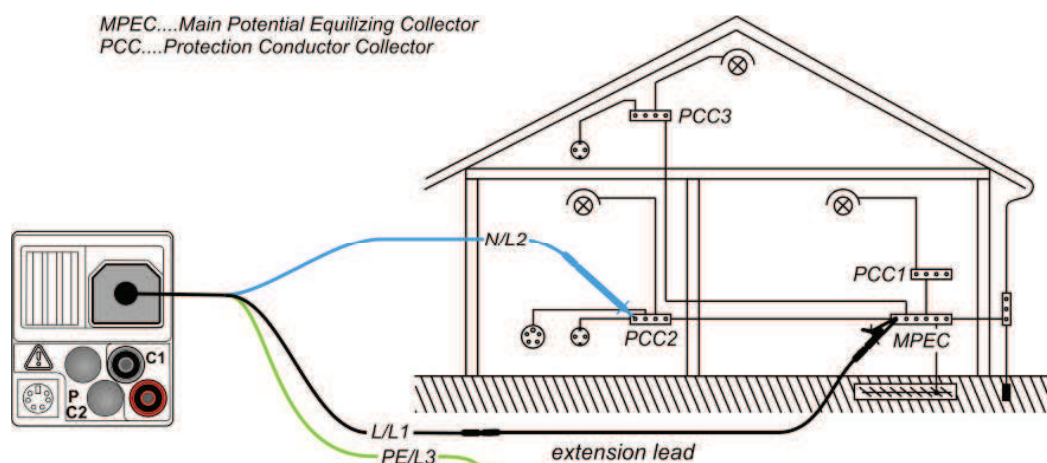 MPEC....Main Potential Equilizing Collector
PCC....Protection Conductor Collector
PCC3
N/L2
PCC1
C1
PCC2
MPEC
P
C2
L/L1
extension lead
PE/L3